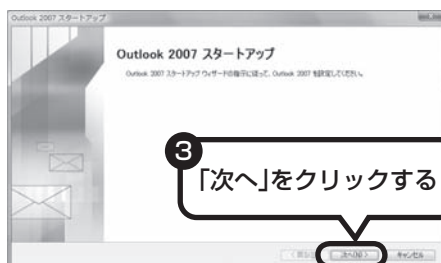 Outlook 2007 スタートアップ
Outlook 2007 スタートアップ
Outlook 2007 スタートアップ ウィザードの指示に従って、Outlook 2007 を設定してください。
3
「次へ」をクリックする
次へ(N) >
キャンセル